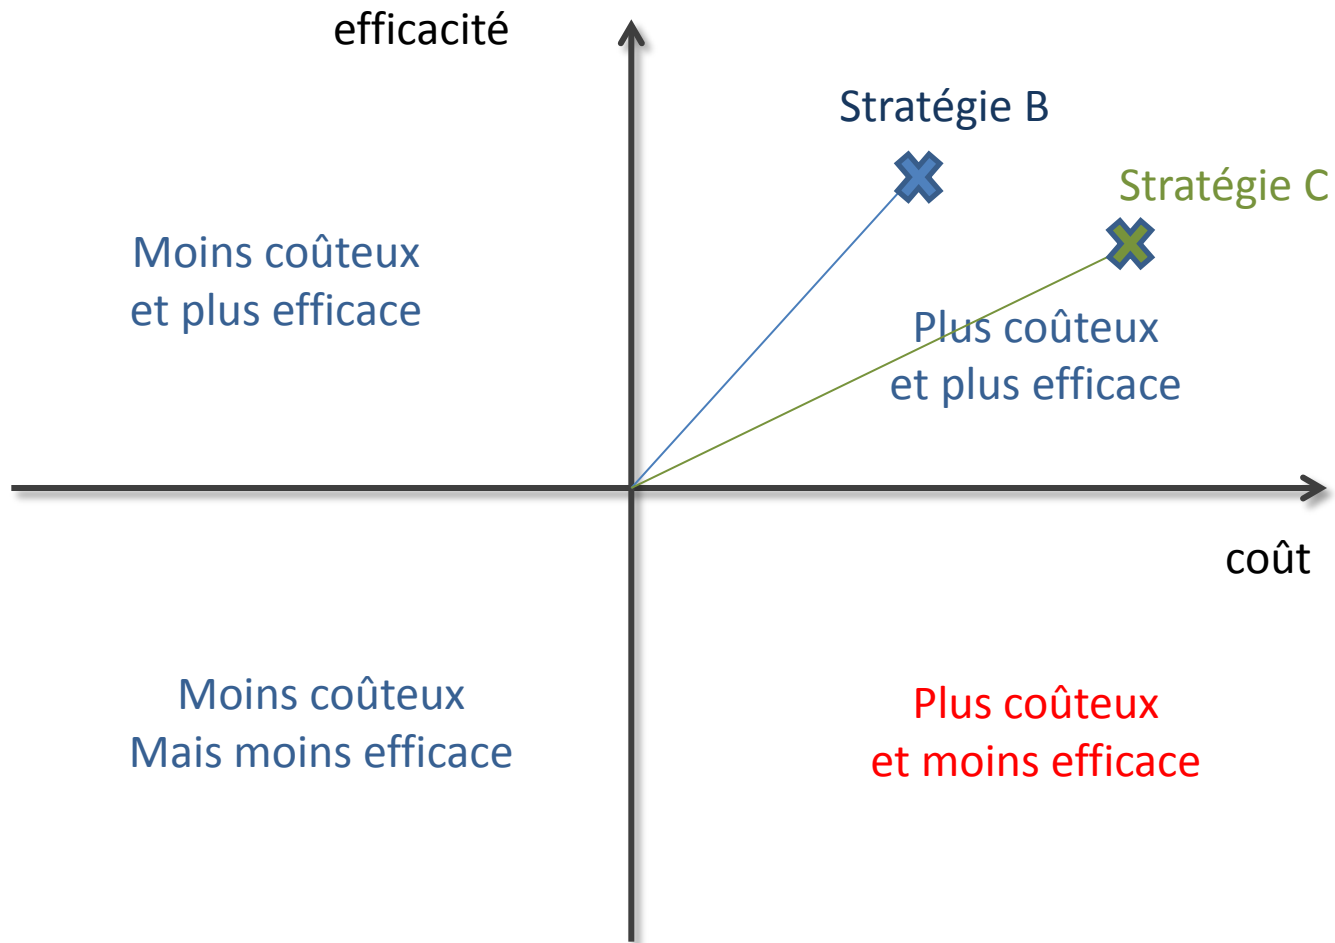 efficacité
Stratégie B
Stratégie C
Moins coûteux
et plus efficace
Plus coûteux
et plus efficace
coût
Moins coûteux
Mais moins efficace
Plus coûteux
et moins efficace